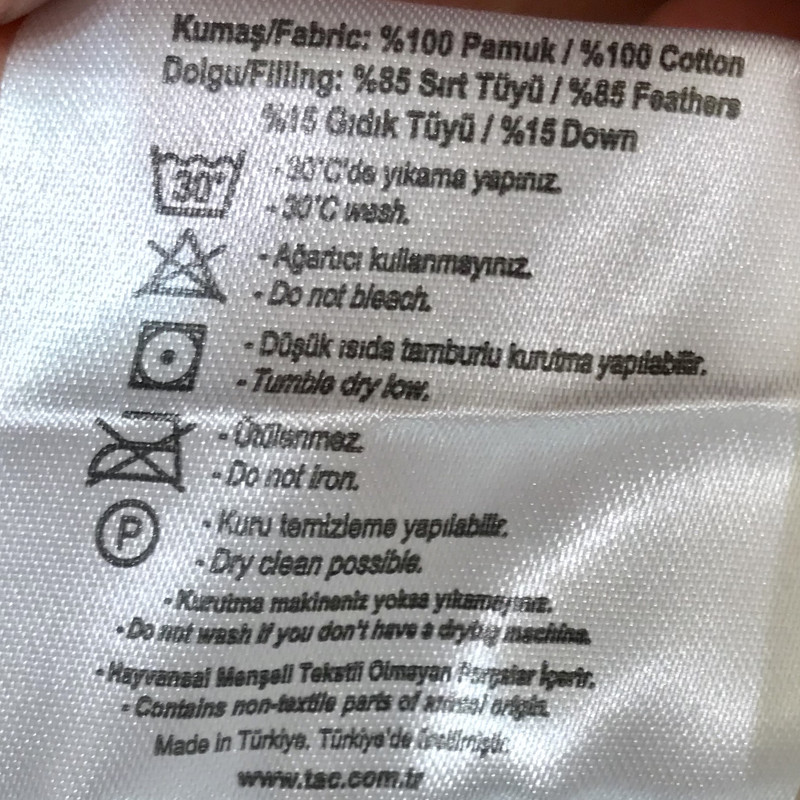 Kumaş/Fabric: %100 Pamuk / %100 Cotton
Dolgu/Filling: %85 Sırt Tüyü / %85 Feathers
%15 Gıdık Tüyü / %15 Down
30° - 30°C'de yıkama yapınız.
- 30°C wash.
- Ağartıcı kullanmayınız.
- Do not bleach.
- Düşük ısıda tamburlu kurutma yapılabilir.
- Tumble dry low.
- Ütülenmez.
- Do not iron.
P - Kuru temizleme yapılabilir.
- Dry clean possible.
- Kurutma makineniz yoksa yıkamayınız.
- Do not wash if you don't have a drying machine.
- Hayvansal Menşeli Tekstil Olmayan Parçalar İçerir.
- Contains non-textile parts of animal origin.
Made in Türkiye. Türkiye'de üretilmiştir.
www.tac.com.tr